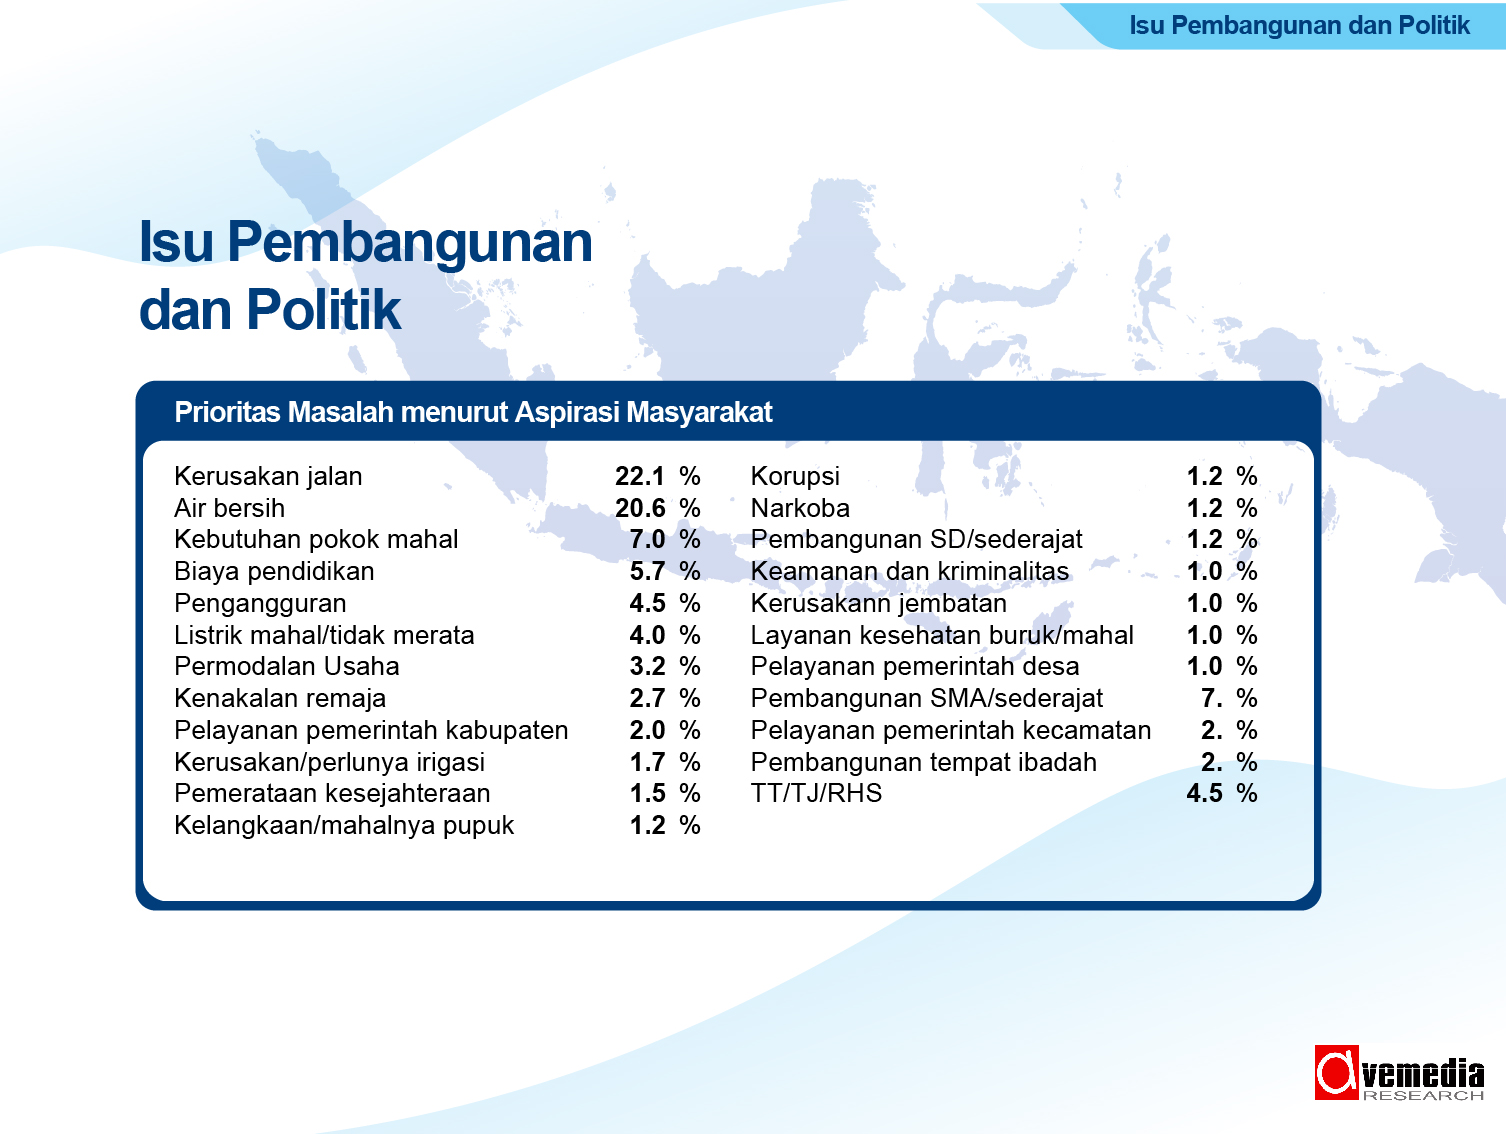 Isu Pembangunan dan Politik
Isu Pembangunan
dan Politik
Prioritas Masalah menurut Aspirasi Masyarakat
Kerusakan jalan 22.1 %
Air bersih 20.6 %
Kebutuhan pokok mahal 7.0 %
Biaya pendidikan 5.7 %
Pengangguran 4.5 %
Listrik mahal/tidak merata 4.0 %
Permodalan Usaha 3.2 %
Kenakalan remaja 2.7 %
Pelayanan pemerintah kabupaten 2.0 %
Kerusakan/perlunya irigasi 1.7 %
Pemerataan kesejahteraan 1.5 %
Kelangkaan/mahalnya pupuk 1.2 %
Korupsi 1.2 %
Narkoba 1.2 %
Pembangunan SD/sederajat 1.2 %
Keamanan dan kriminalitas 1.0 %
Kerusakann jembatan 1.0 %
Layanan kesehatan buruk/mahal 1.0 %
Pelayanan pemerintah desa 1.0 %
Pembangunan SMA/sederajat 7. %
Pelayanan pemerintah kecamatan 2. %
Pembangunan tempat ibadah 2. %
TT/TJ/RHS 4.5 %
avemedia
RESEARCH